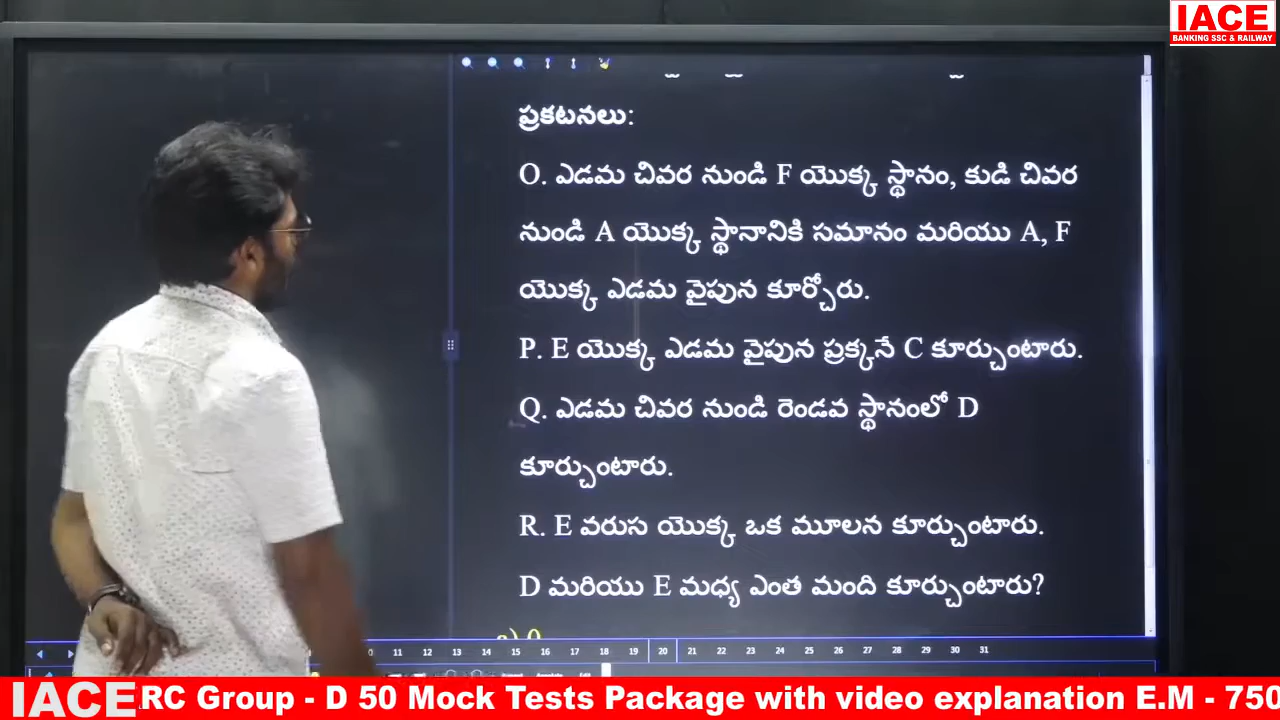 IACE
BANKING SSC & RAILWAY
ప్రకటనలు:
O. ఎడమ చివర నుండి F యొక్క స్థానం, కుడి చివర
నుండి A యొక్క స్థానానికి సమానం మరియు A, F
యొక్క ఎడమ వైపున కూర్చోరు.
P. E యొక్క ఎడమ వైపున ప్రక్కనే C కూర్చుంటారు.
Q. ఎడమ చివర నుండి రెండవ స్థానంలో D
కూర్చుంటారు.
R. E వరుస యొక్క ఒక మూలన కూర్చుంటారు.
D మరియు E మధ్య ఎంత మంది కూర్చుంటారు?
11 12 13 14 15 16 17 18 19 20 21 22 23 24 25 26 27 28 29 30 31
IACE RC Group - D 50 Mock Tests Package with video explanation E.M - 750